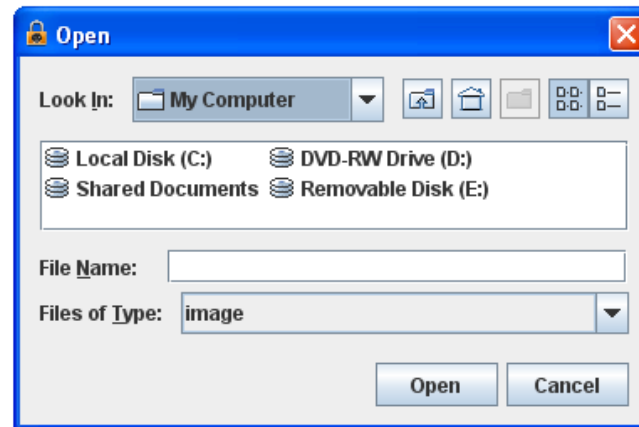 Open
Look In: My Computer
Local Disk (C:) DVD-RW Drive (D:)
Shared Documents Removable Disk (E:)
File Name:
Files of Type: image
Open Cancel